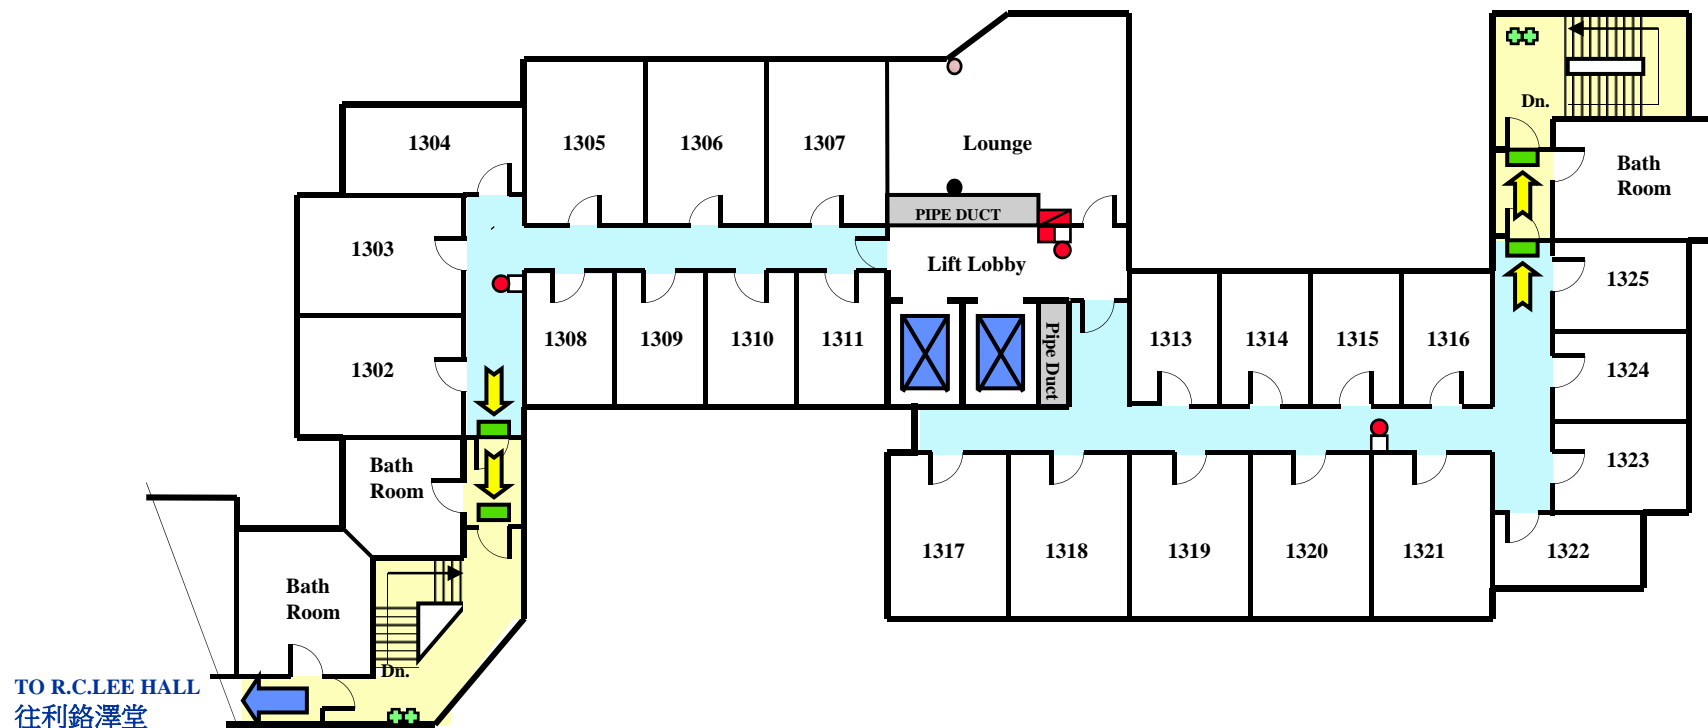 Dn.
1304
1305
1306
1307
Lounge
Bath
Room
PIPE DUCT
1303
Lift Lobby
1325
1302
1308
1309
1310
1311
Pipe Duct
1313
1314
1315
1316
1324
Bath
Room
1323
1317
1318
1319
1320
1321
1322
Bath
Room
Dn.
TO R.C.LEE HALL
往利銘澤堂